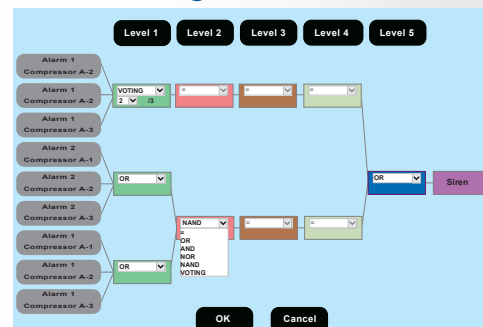 Level 1 Level 2 Level 3 Level 4 Level 5
Alarm 1
Compressor A-2
Alarm 1
Compressor A-2
VOTING = = =
2 /3
Alarm 1
Compressor A-3
Alarm 2
Compressor A-1
Alarm 2
Compressor A-2
OR OR Siren
Alarm 2
Compressor A-3
NAND = =
=
OR
AND
NOR
NAND
VOTING
Alarm 1
Compressor A-1
Alarm 1
Compressor A-2
OR
Alarm 1
Compressor A-3
OK Cancel